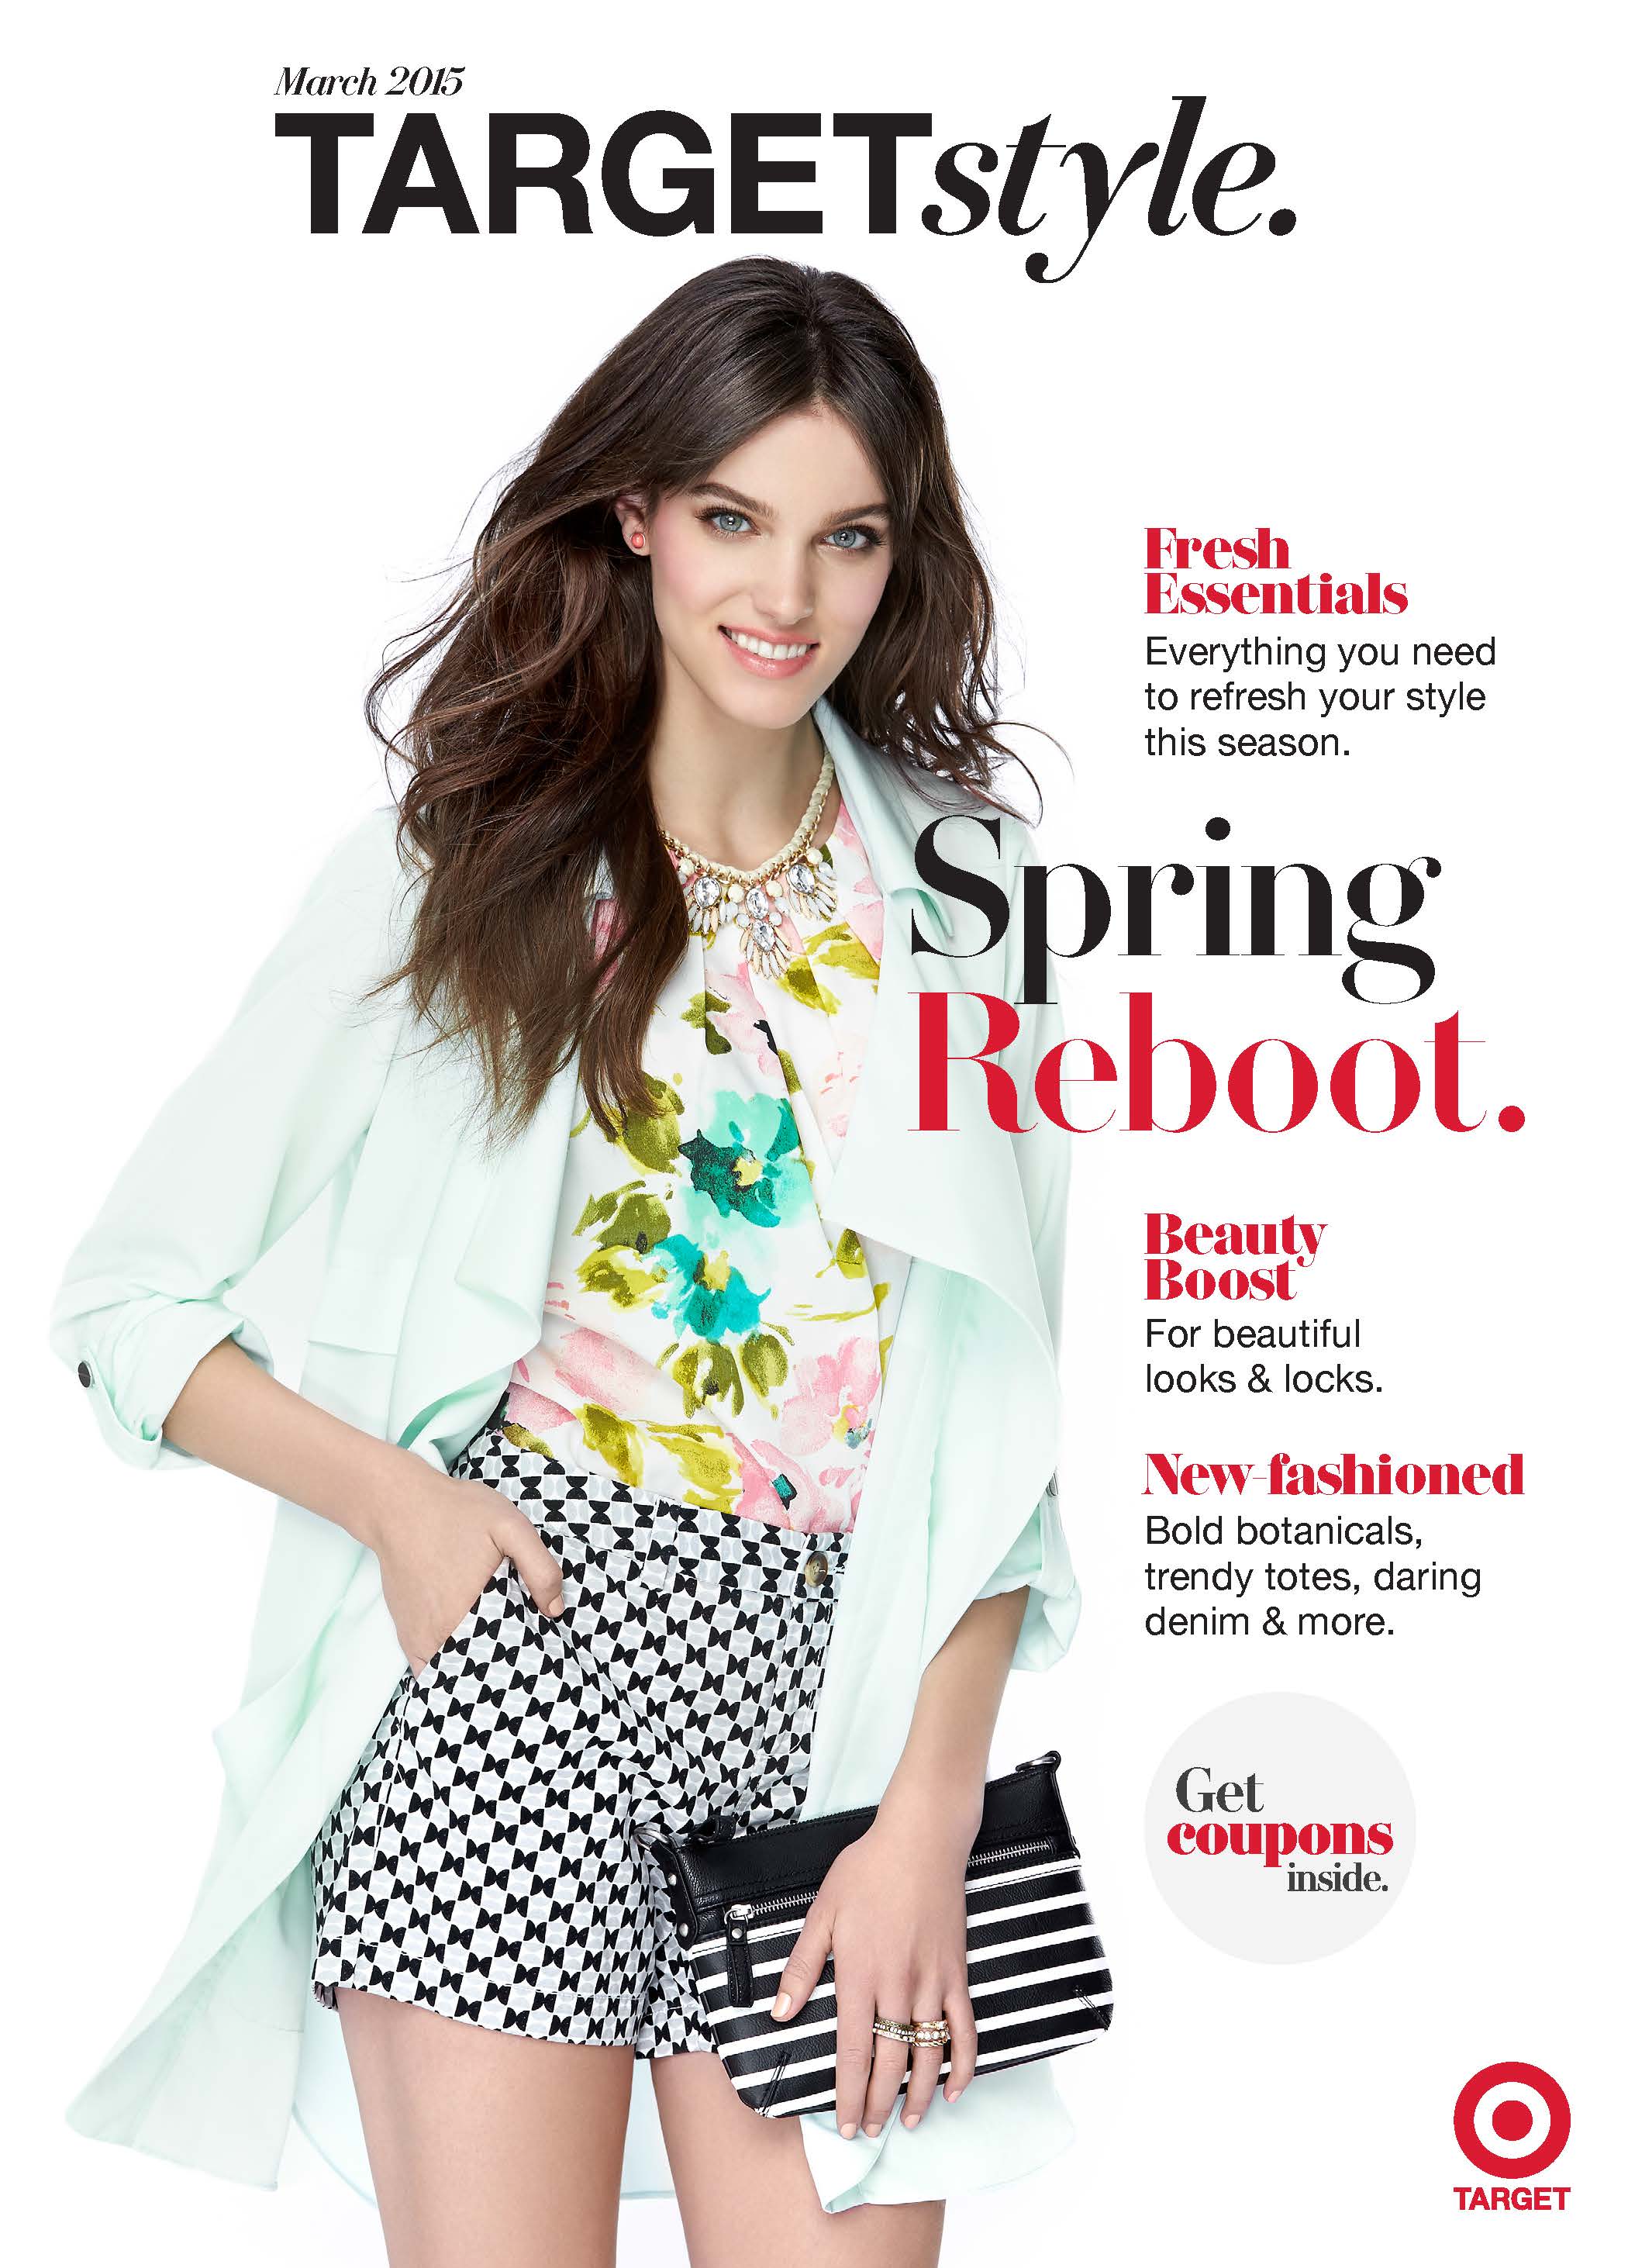 March 2015
TARGETstyle.
Fresh
Essentials
Everything you need
to refresh your style
this season.
Spring
Reboot.
Beauty
Boost
For beautiful
looks & locks.
New-fashioned
Bold botanicals,
trendy totes, daring
denim & more.
Get
coupons
inside.
TARGET